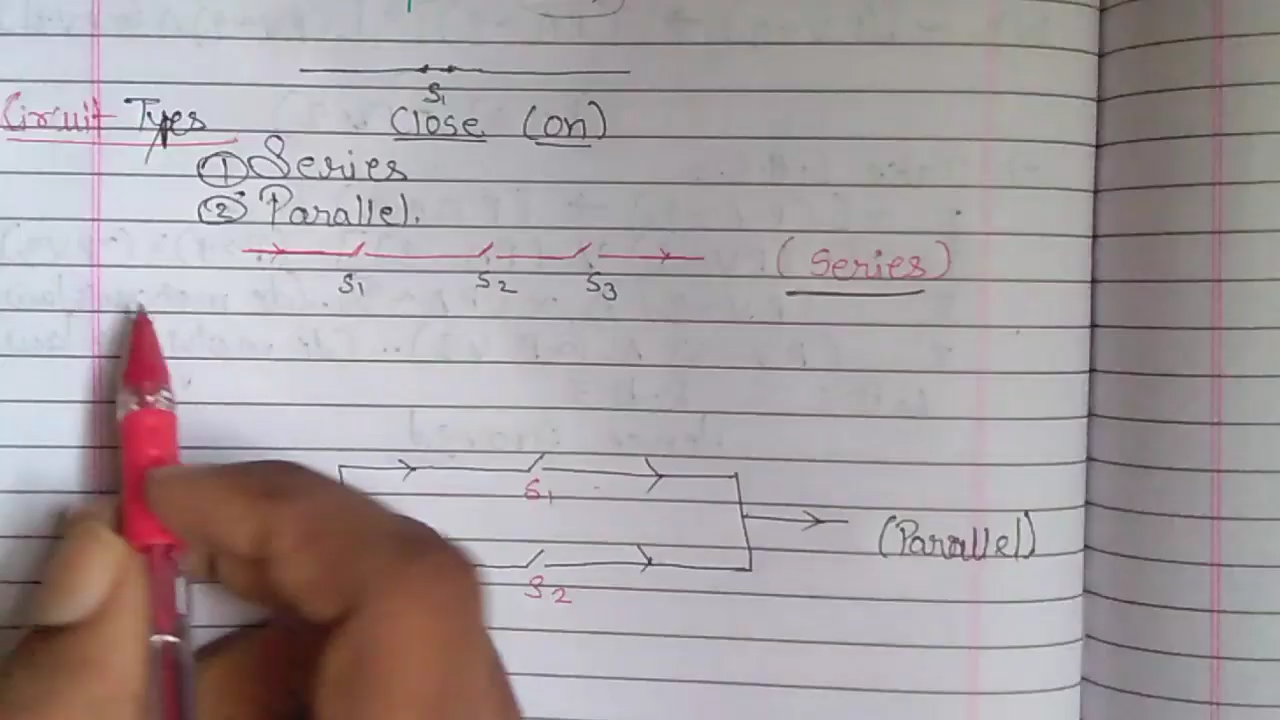 S1
Circuit Types Close (on)
① Series
② Parallel.
S1 S2 S3 (Series)
S1
(Parallel)
S2